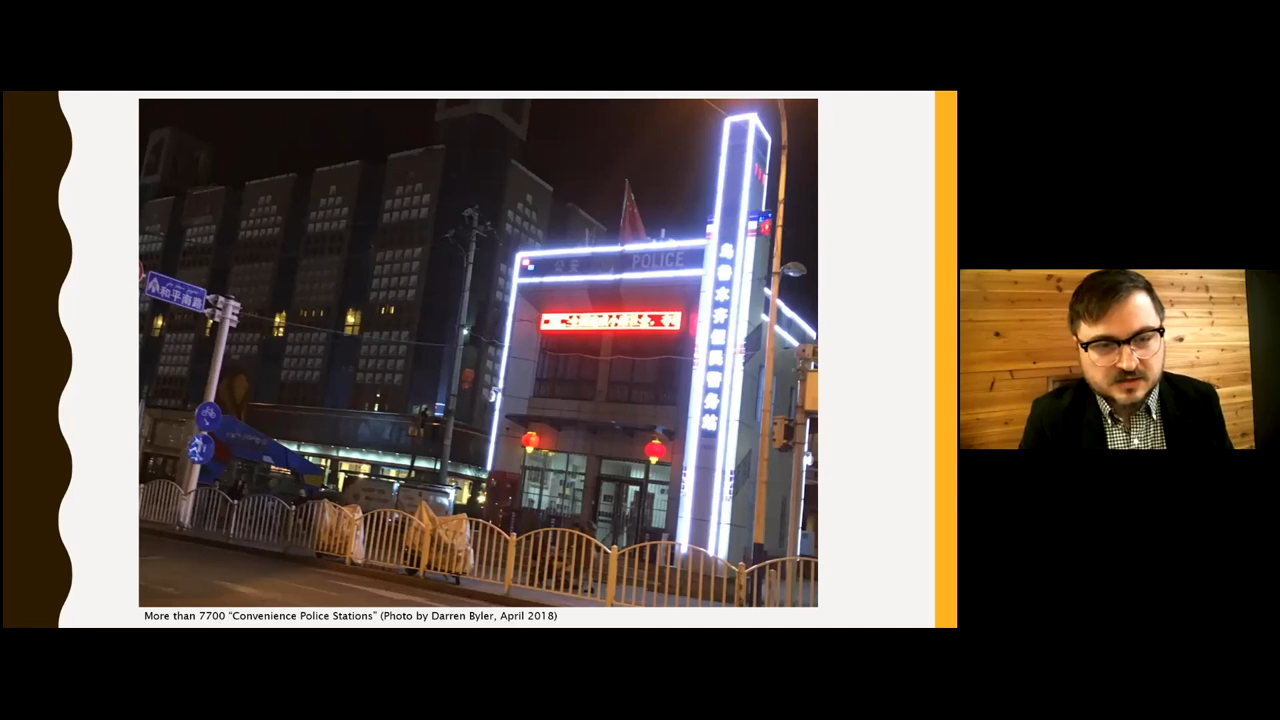 公安 POLICE
和平南路
乌鲁木齐便民警务站
More than 7700 “Convenience Police Stations” (Photo by Darren Byler, April 2018)